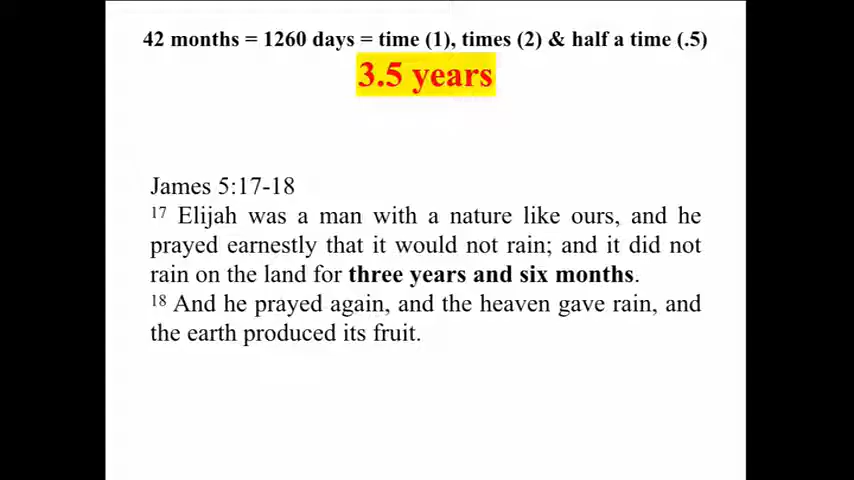 42 months = 1260 days = time (1), times (2) & half a time (.5)
3.5 years
James 5:17-18
17 Elijah was a man with a nature like ours, and he
prayed earnestly that it would not rain; and it did not
rain on the land for three years and six months.
18 And he prayed again, and the heaven gave rain, and
the earth produced its fruit.